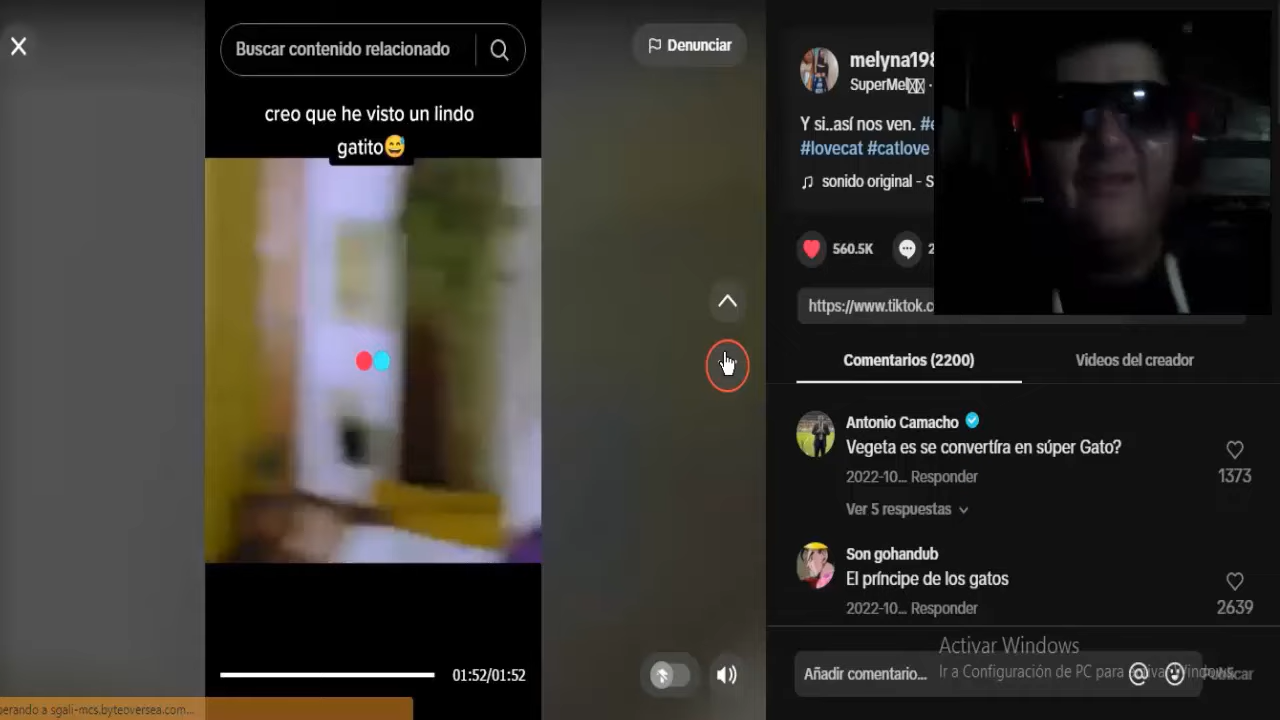 Buscar contenido relacionado
Denunciar
creo que he visto un lindo
gatito😅
01:52/01:52
perando a sgali-mcs.byteoversea.com...
melyna198
SuperMel
Y si..así nos ven. #e
#lovecat #catlove
sonido original - S
560.5K
2
https://www.tiktok.c
Comentarios (2200)
Videos del creador
Antonio Camacho
Vegeta es se convertíra en súper Gato?
2022-10... Responder
1373
Ver 5 respuestas
Son gohandub
El príncipe de los gatos
2022-10... Responder
2639
Activar Windows
Ir a Configuración de PC para activar Windows.
Añadir comentario...
Publicar